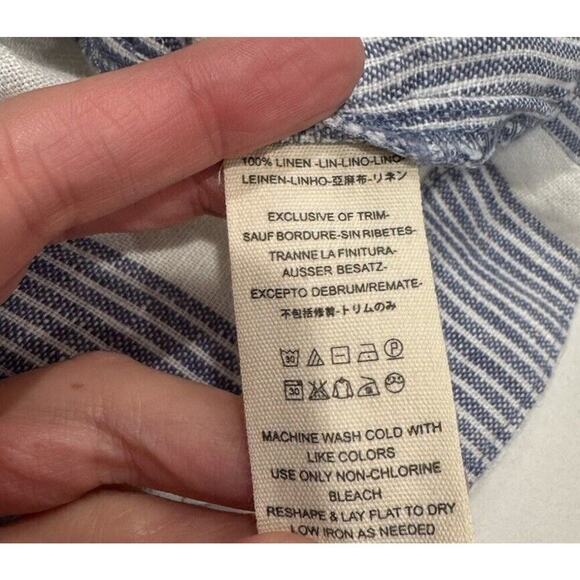 100% LINEN -LIN-LINO-LINO-
LEINEN-LINHO-亞麻布-リネン
EXCLUSIVE OF TRIM-
SAUF BORDURE-SIN RIBETES-
TRANNE LA FINITURA-
AUSSER BESATZ-
EXCEPTO DEBRUM/REMATE-
不包括修剪-トリムのみ
30 P
30
MACHINE WASH COLD WITH
LIKE COLORS
USE ONLY NON-CHLORINE
BLEACH
RESHAPE & LAY FLAT TO DRY
LOW IRON AS NEEDED